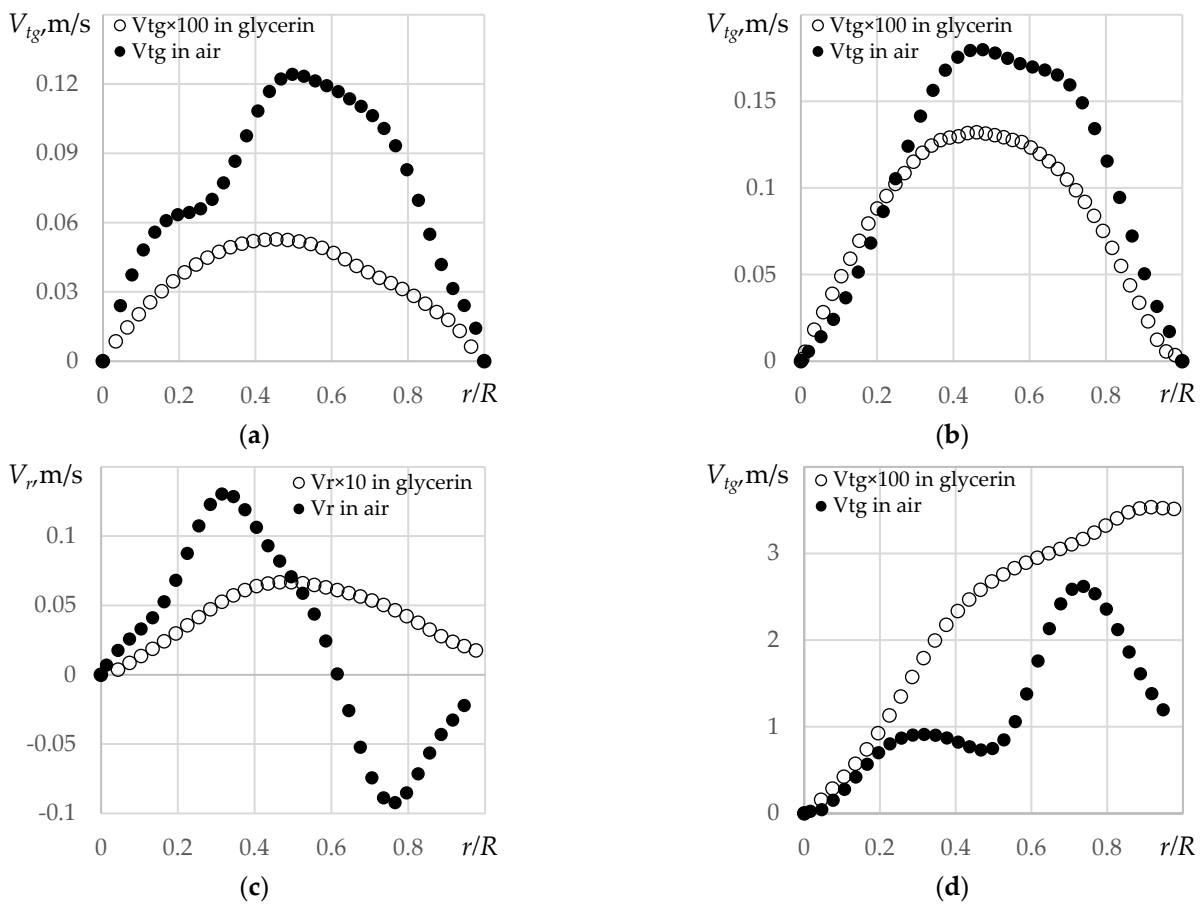 V_tg, m/s
○ Vtg×100 in glycerin
● Vtg in air
0.12
0.09
0.06
0.03
0
0 0.2 0.4 0.6 0.8 r/R
(a)
V_tg, m/s
○ Vtg×100 in glycerin
● Vtg in air
0.15
0.1
0.05
0
0 0.2 0.4 0.6 0.8 r/R
(b)
V_r, m/s
○ Vr×10 in glycerin
● Vr in air
0.1
0.05
0
-0.05
-0.1
0 0.2 0.4 0.6 0.8 r/R
(c)
V_tg, m/s
○ Vtg×100 in glycerin
● Vtg in air
3
2
1
0
0 0.2 0.4 0.6 0.8 r/R
(d)